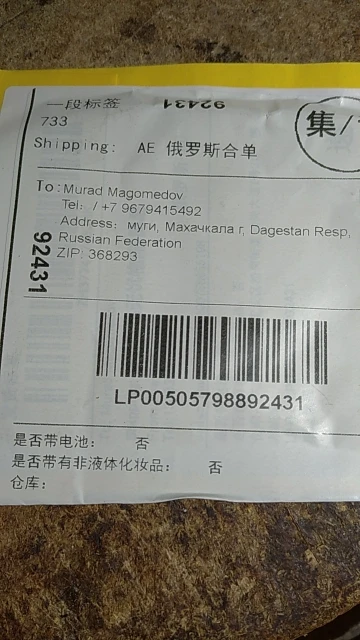 一段标签 92431
733
集/
Shipping: AE 俄罗斯合单
To: Murad Magomedov
Tel: / +7 9679415492
Address: муги, Махачкала г, Dagestan Resp,
Russian Federation
ZIP: 368293
92431
LP00505798892431
是否带电池: 否
是否带有非液体化妆品: 否
仓库: